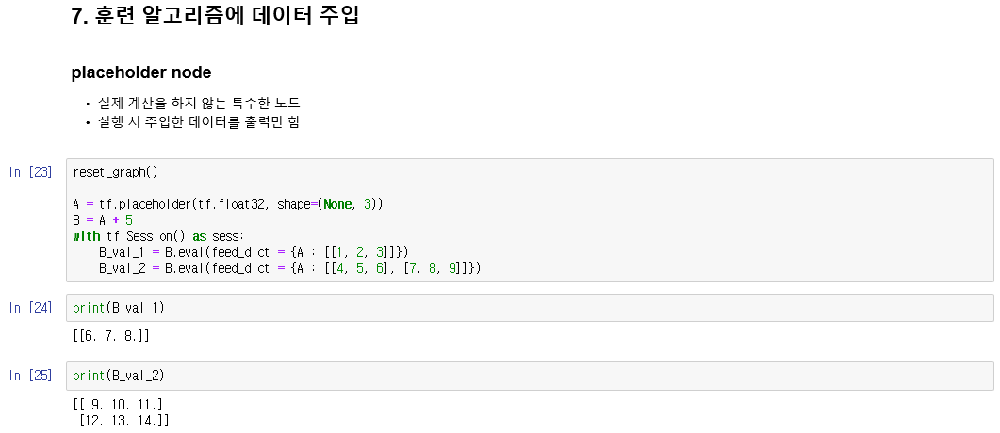 7. 훈련 알고리즘에 데이터 주입
placeholder node
• 실제 계산을 하지 않는 특수한 노드
• 실행 시 주입한 데이터를 출력만 함
In [23]:
reset_graph()
A = tf.placeholder(tf.float32, shape=(None, 3))
B = A + 5
with tf.Session() as sess:
    B_val_1 = B.eval(feed_dict = {A : [[1, 2, 3]]})
    B_val_2 = B.eval(feed_dict = {A : [[4, 5, 6], [7, 8, 9]]})
In [24]:
print(B_val_1)
[[6. 7. 8.]]
In [25]:
print(B_val_2)
[[ 9. 10. 11.]
 [12. 13. 14.]]